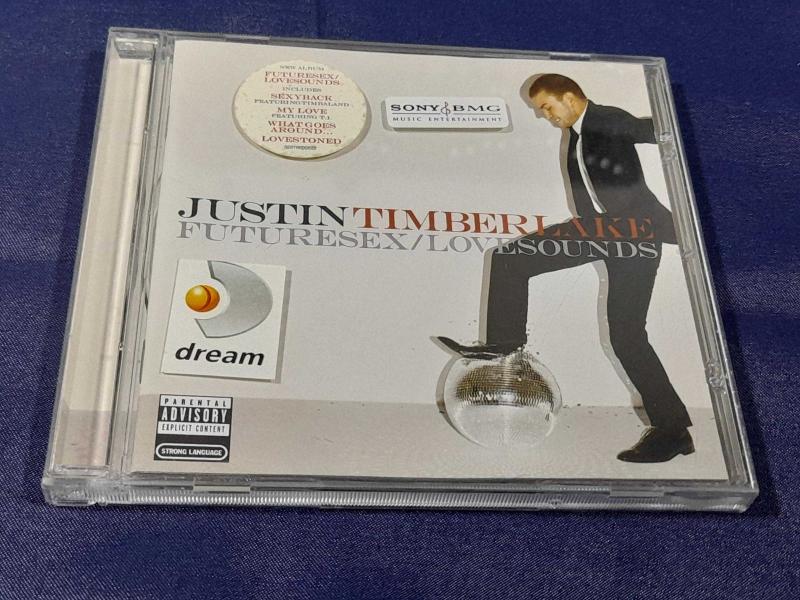 NEW ALBUM
FUTURESEX/
LOVESOUNDS
INCLUDES
SEXYBACK
FEATURING TIMBALAND
MY LOVE
FEATURING T.I.
WHAT GOES
AROUND...
LOVESTONED
SONY BMG
MUSIC ENTERTAINMENT
JUSTIN TIMBERLAKE
FUTURESEX/LOVESOUNDS
dream
PARENTAL
ADVISORY
EXPLICIT CONTENT
STRONG LANGUAGE